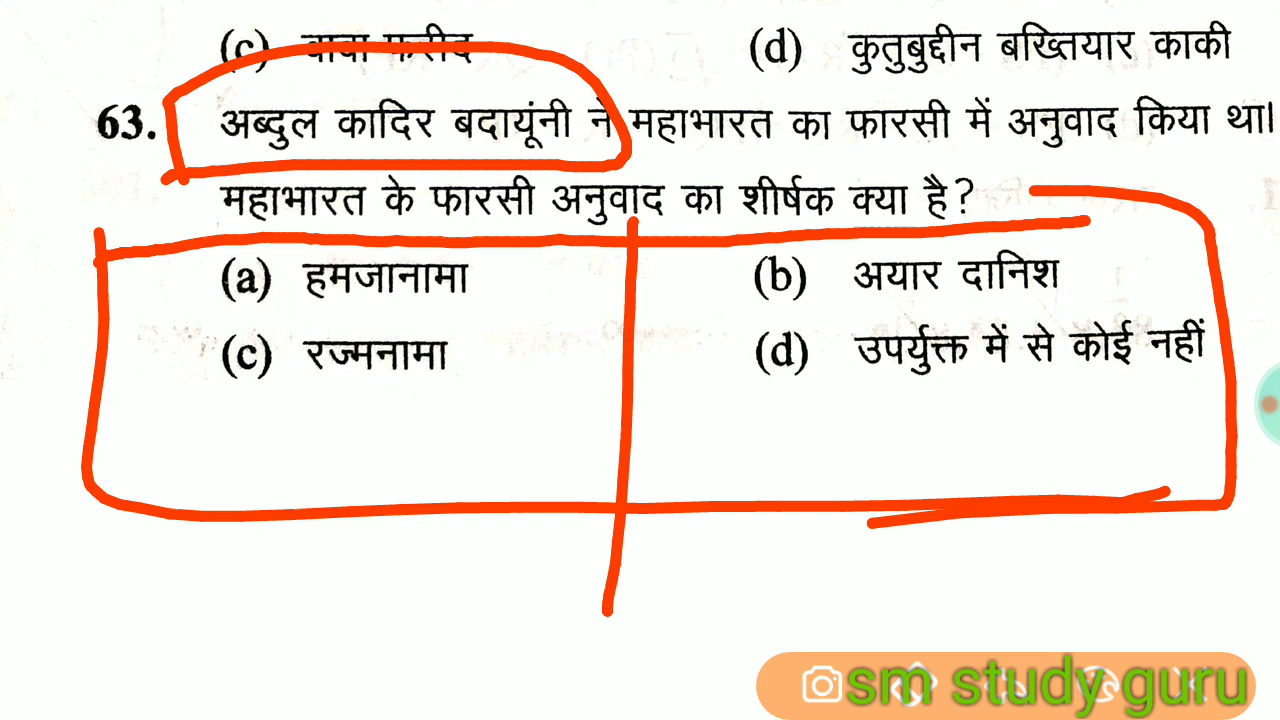 (c) बाबा फरीद (d) कुतुबुद्दीन बख्तियार काकी
63. अब्दुल कादिर बदायूंनी ने महाभारत का फारसी में अनुवाद किया था।
महाभारत के फारसी अनुवाद का शीर्षक क्या है?
(a) हमजानामा (b) अयार दानिश
(c) रज्मनामा (d) उपर्युक्त में से कोई नहीं
sm study guru